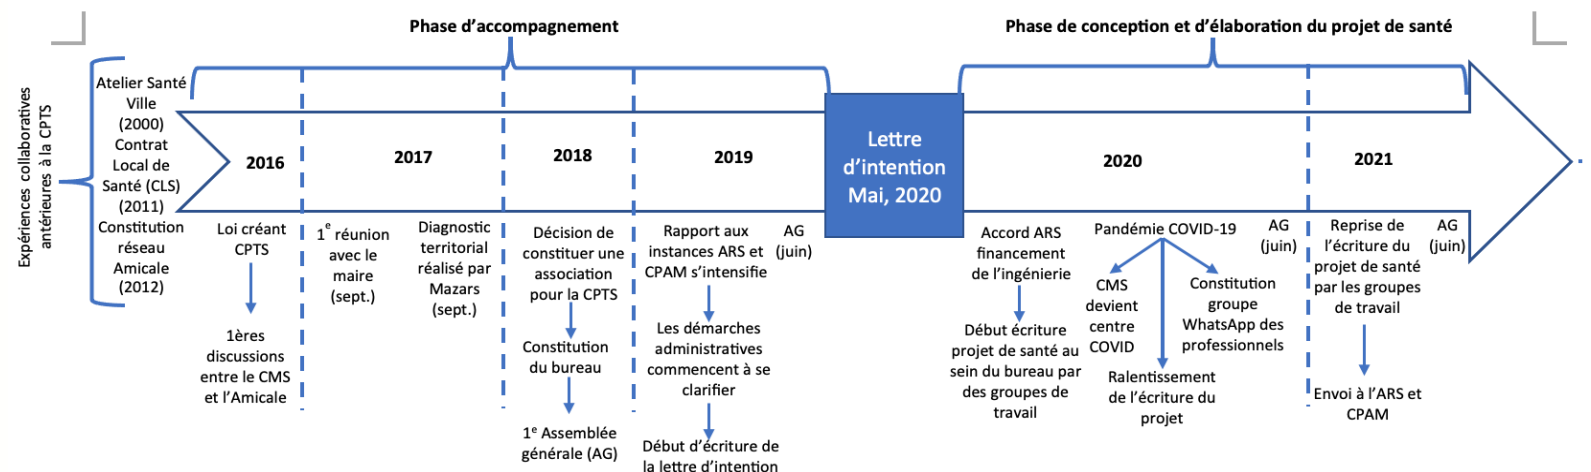 Phase d’accompagnement
Phase de conception et d’élaboration du projet de santé
Expériences collaboratives
antérieures à la CPTS
Atelier Santé
Ville
(2000)
Contrat
Local de
Santé (CLS)
(2011)
Constitution
réseau
Amicale
(2012)
2016
2017
2018
2019
Lettre
d’intention
Mai, 2020
2020
2021
Loi créant
CPTS
1ères
discussions
entre le CMS
et l’Amicale
1e réunion
avec le
maire
(sept.)
Diagnostic
territorial
réalisé par
Mazars
(sept.)
Décision de
constituer une
association
pour la CPTS
Constitution
du bureau
1e Assemblée
générale (AG)
Rapport aux
instances ARS et
CPAM s’intensifie
Les démarches
administratives
commencent à se
clarifier
Début d’écriture de
la lettre d’intention
AG
(juin)
Accord ARS
financement
de l’ingénierie
Début écriture
projet de santé au
sein du bureau par
des groupes de
travail
Pandémie COVID-19
CMS
devient
centre
COVID
Ralentissement
de l’écriture du
projet
Constitution
groupe
WhatsApp des
professionnels
AG
(juin)
Reprise de
l’écriture du
projet de santé
par les groupes
de travail
Envoi à l’ARS et
CPAM
AG
(juin)